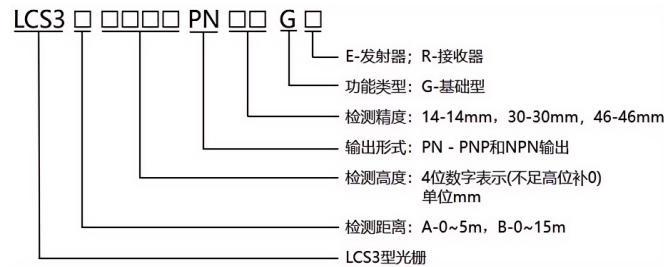 LCS3 □ □□□□ PN □□ G □
E-发射器；R-接收器
功能类型：G-基础型
检测精度：14-14mm，30-30mm，46-46mm
输出形式：PN - PNP和NPN输出
检测高度：4位数字表示(不足高位补0)
单位mm
检测距离：A-0~5m，B-0~15m
LCS3型光栅